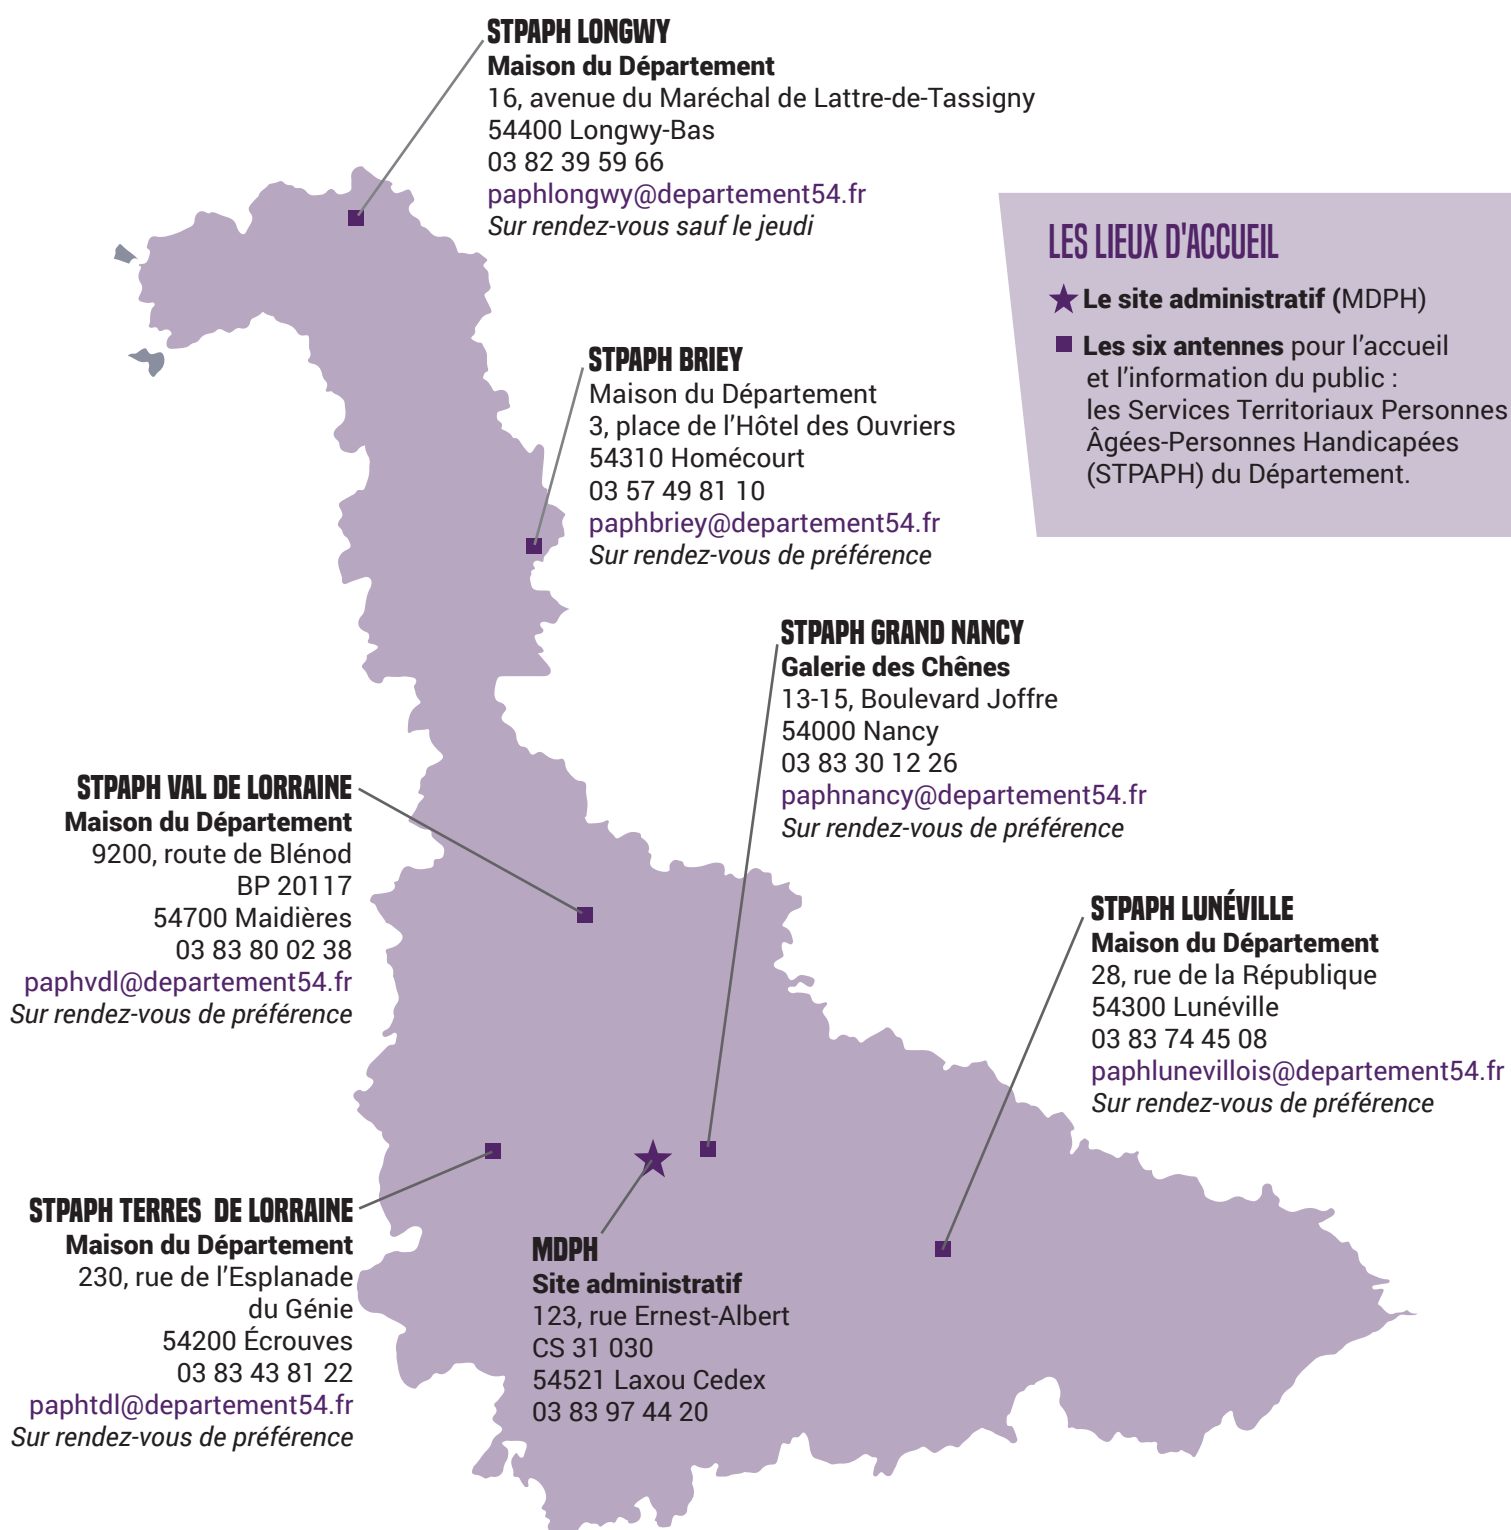 STPAPH LONGWY
Maison du Département
16, avenue du Maréchal de Lattre-de-Tassigny
54400 Longwy-Bas
03 82 39 59 66
paphlongwy@departement54.fr
Sur rendez-vous sauf le jeudi
LES LIEUX D'ACCUEIL
Le site administratif (MDPH)
Les six antennes pour l’accueil
et l’information du public :
les Services Territoriaux Personnes
Âgées-Personnes Handicapées
(STPAPH) du Département.
STPAPH BRIEY
Maison du Département
3, place de l’Hôtel des Ouvriers
54310 Homécourt
03 57 49 81 10
paphbriey@departement54.fr
Sur rendez-vous de préférence
STPAPH GRAND NANCY
Galerie des Chênes
13-15, Boulevard Joffre
54000 Nancy
03 83 30 12 26
paphnancy@departement54.fr
Sur rendez-vous de préférence
STPAPH VAL DE LORRAINE
Maison du Département
9200, route de Blénod
BP 20117
54700 Maidières
03 83 80 02 38
paphvdl@departement54.fr
Sur rendez-vous de préférence
STPAPH LUNÉVILLE
Maison du Département
28, rue de la République
54300 Lunéville
03 83 74 45 08
paphlunevillois@departement54.fr
Sur rendez-vous de préférence
STPAPH TERRES DE LORRAINE
Maison du Département
230, rue de l’Esplanade
du Génie
54200 Écrouves
03 83 43 81 22
paphtdl@departement54.fr
Sur rendez-vous de préférence
MDPH
Site administratif
123, rue Ernest-Albert
CS 31 030
54521 Laxou Cedex
03 83 97 44 20